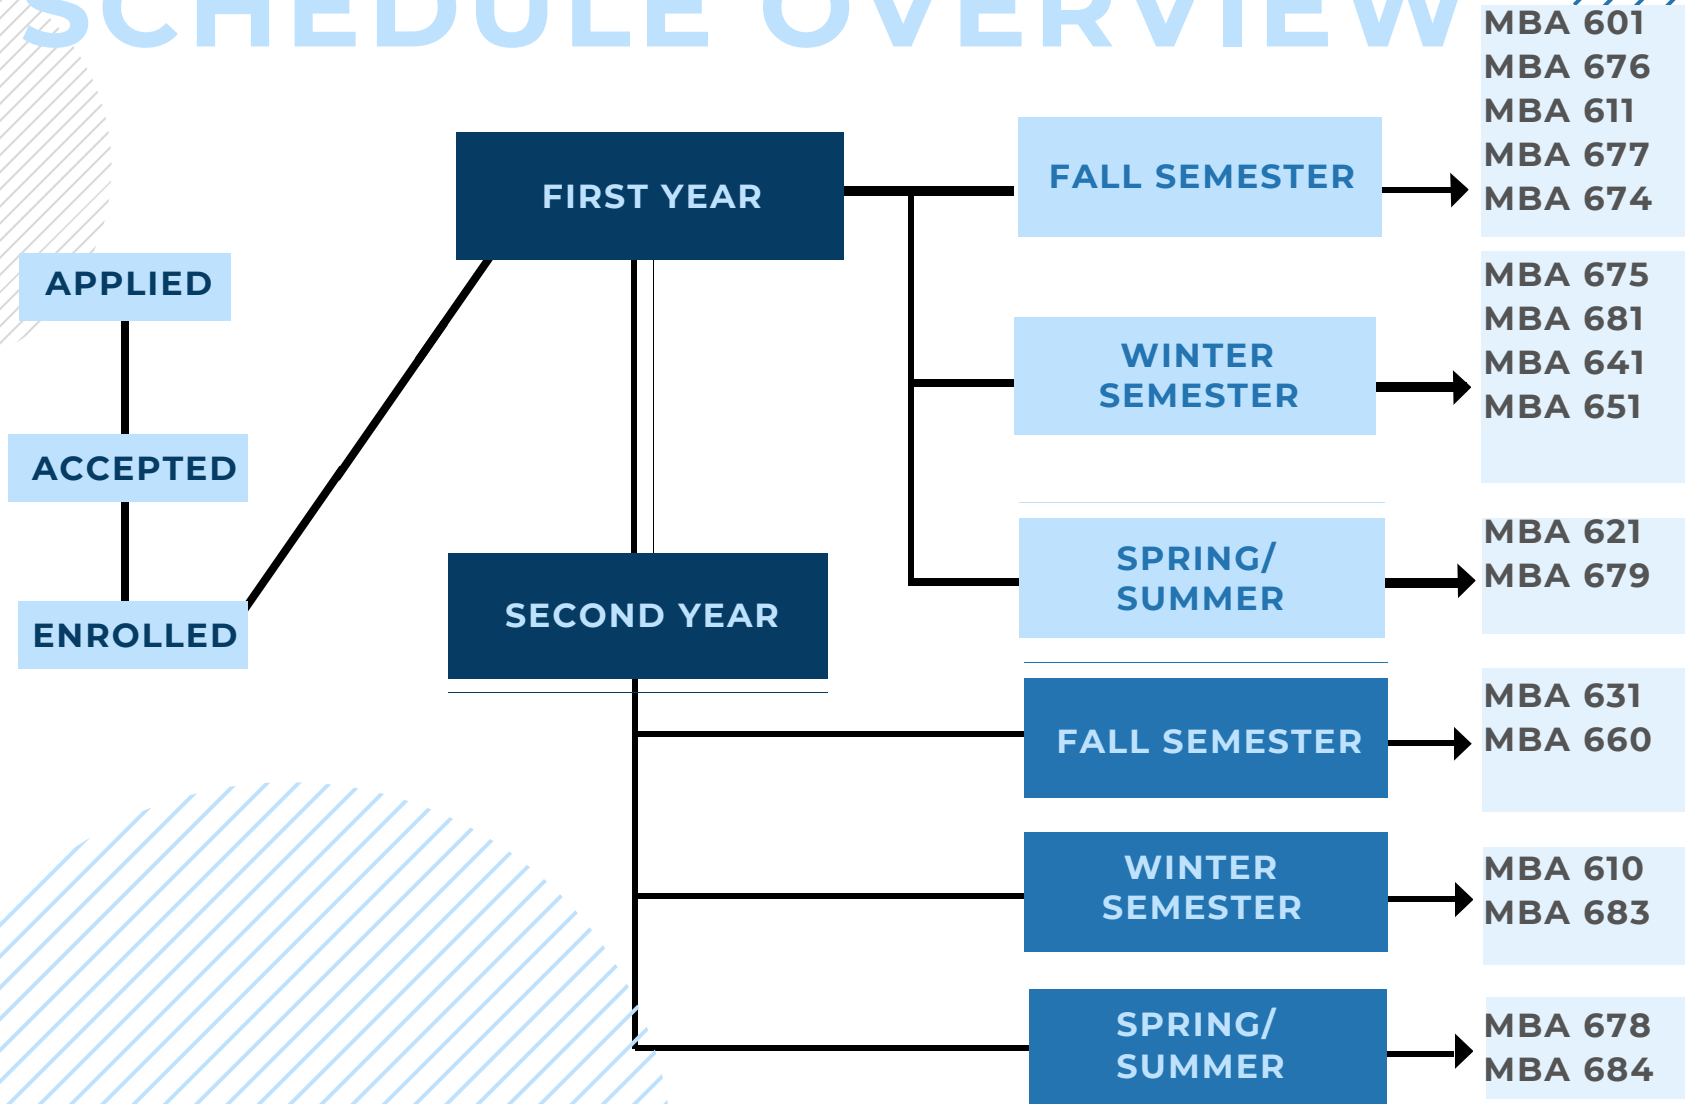 SCHEDULE OVERVIEW
APPLIED
ACCEPTED
ENROLLED
FIRST YEAR
FALL SEMESTER
MBA 601
MBA 676
MBA 611
MBA 677
MBA 674
WINTER
SEMESTER
MBA 675
MBA 681
MBA 641
MBA 651
SPRING/
SUMMER
MBA 621
MBA 679
SECOND YEAR
FALL SEMESTER
MBA 631
MBA 660
WINTER
SEMESTER
MBA 610
MBA 683
SPRING/
SUMMER
MBA 678
MBA 684